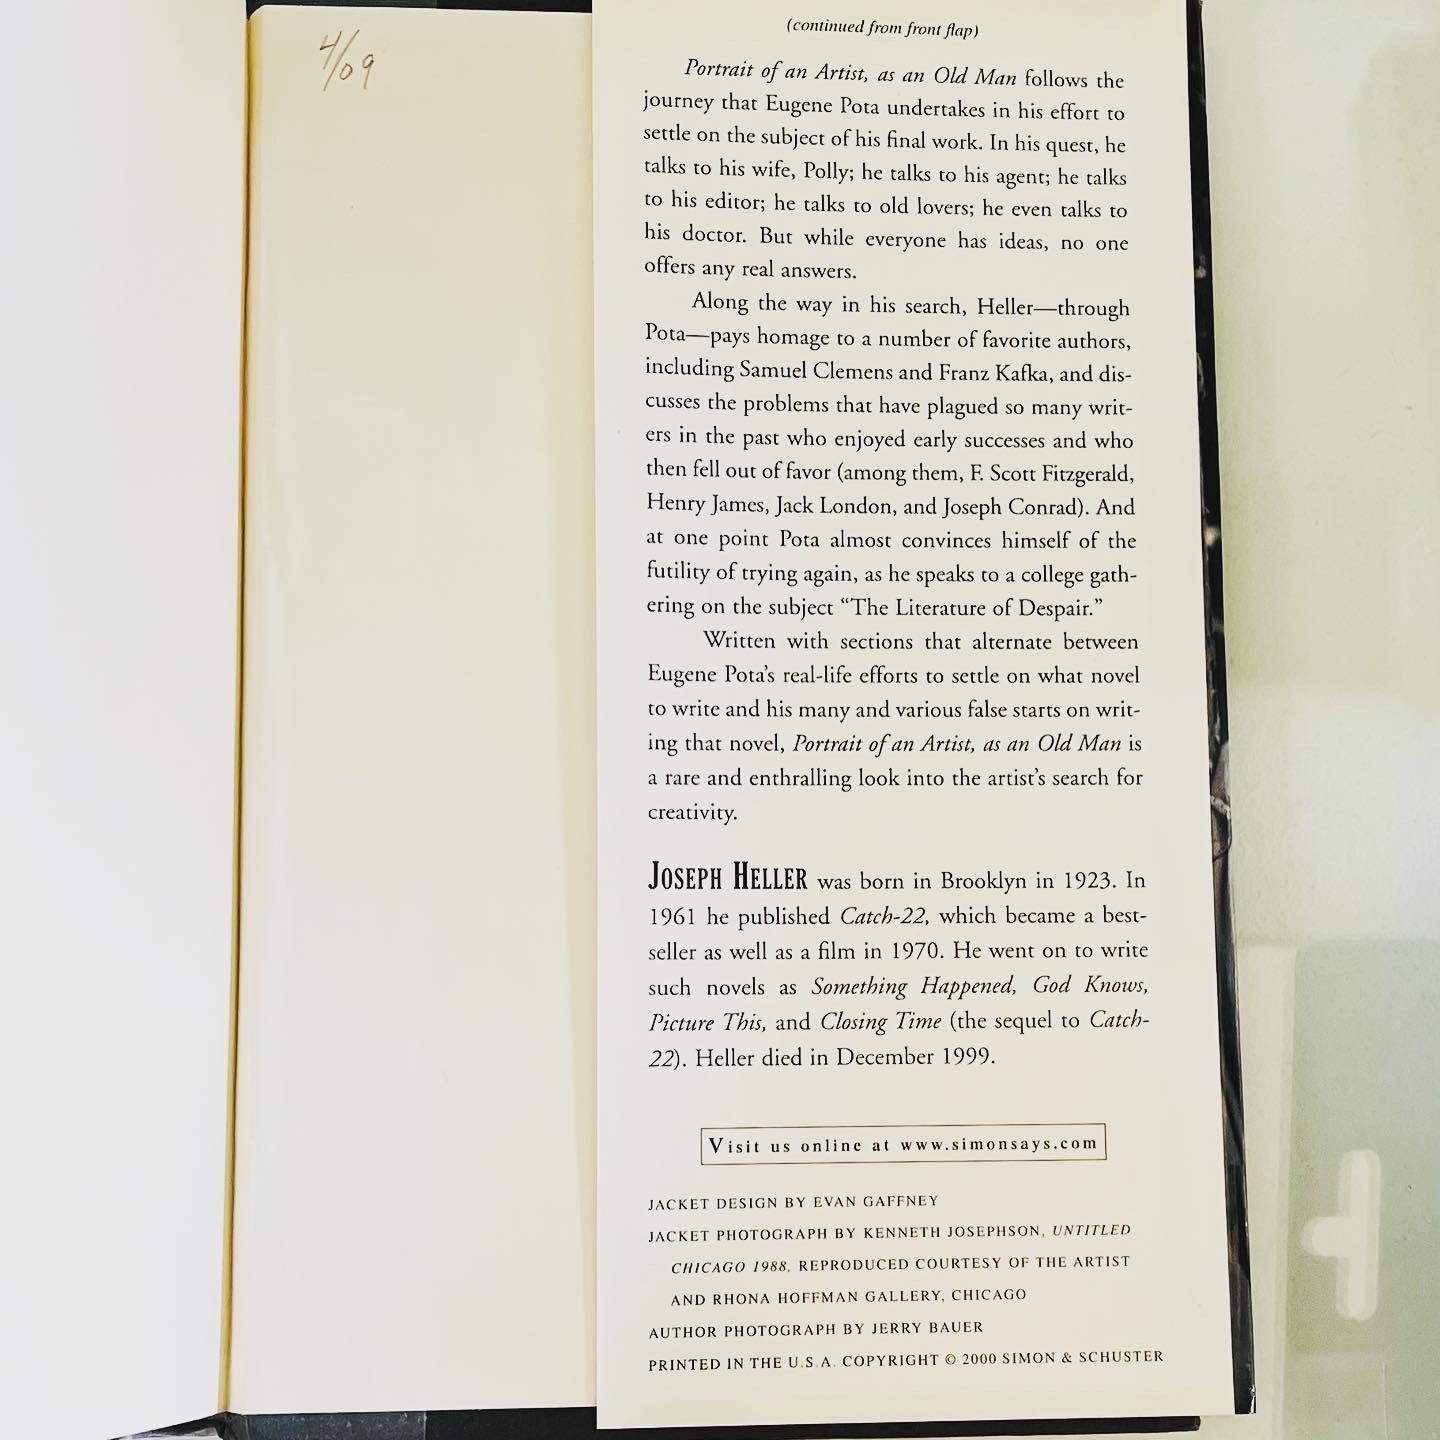 4/09
(continued from front flap)
Portrait of an Artist, as an Old Man follows the
journey that Eugene Pota undertakes in his effort to
settle on the subject of his final work. In his quest, he
talks to his wife, Polly; he talks to his agent; he talks
to his editor; he talks to old lovers; he even talks to
his doctor. But while everyone has ideas, no one
offers any real answers.
Along the way in his search, Heller—through
Pota—pays homage to a number of favorite authors,
including Samuel Clemens and Franz Kafka, and dis-
cusses the problems that have plagued so many writ-
ers in the past who enjoyed early successes and who
then fell out of favor (among them, F. Scott Fitzgerald,
Henry James, Jack London, and Joseph Conrad). And
at one point Pota almost convinces himself of the
futility of trying again, as he speaks to a college gath-
ering on the subject “The Literature of Despair.”
Written with sections that alternate between
Eugene Pota’s real-life efforts to settle on what novel
to write and his many and various false starts on writ-
ing that novel, Portrait of an Artist, as an Old Man is
a rare and enthralling look into the artist’s search for
creativity.
JOSEPH HELLER was born in Brooklyn in 1923. In
1961 he published Catch-22, which became a best-
seller as well as a film in 1970. He went on to write
such novels as Something Happened, God Knows,
Picture This, and Closing Time (the sequel to Catch-
22). Heller died in December 1999.
Visit us online at www.simonsays.com
JACKET DESIGN BY EVAN GAFFNEY
JACKET PHOTOGRAPH BY KENNETH JOSEPHSON, UNTITLED
CHICAGO 1988, REPRODUCED COURTESY OF THE ARTIST
AND RHONA HOFFMAN GALLERY, CHICAGO
AUTHOR PHOTOGRAPH BY JERRY BAUER
PRINTED IN THE U.S.A. COPYRIGHT © 2000 SIMON & SCHUSTER